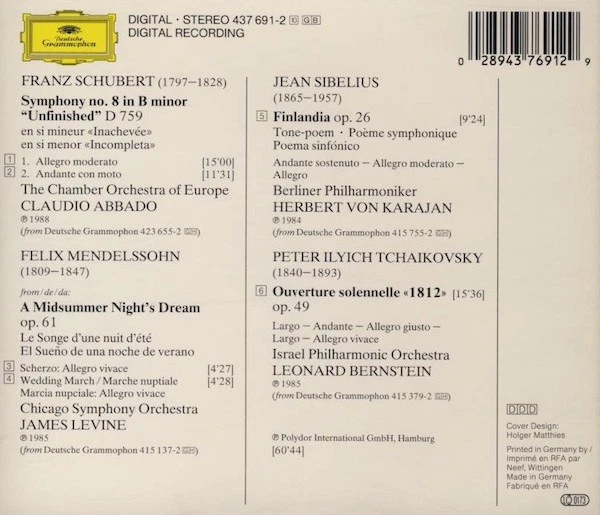 Deutsche
Grammophon
DIGITAL · STEREO 437 691-2 10 GB
DIGITAL RECORDING
0 28943 76912 9
FRANZ SCHUBERT (1797–1828)
Symphony no. 8 in B minor
“Unfinished” D 759
en si mineur «Inachevée»
en si menor «Incompleta»
1 1. Allegro moderato [15'00]
2 2. Andante con moto [11'31]
The Chamber Orchestra of Europe
CLAUDIO ABBADO
℗ 1988
(from Deutsche Grammophon 423 655-2 GH)
FELIX MENDELSSOHN
(1809–1847)
from/de/da:
A Midsummer Night's Dream
op. 61
Le Songe d'une nuit d'été
El Sueño de una noche de verano
3 Scherzo: Allegro vivace [4'27]
4 Wedding March / Marche nuptiale [4'28]
Marcia nupciale: Allegro vivace
Chicago Symphony Orchestra
JAMES LEVINE
℗ 1985
(from Deutsche Grammophon 415 137-2 GH)
JEAN SIBELIUS
(1865–1957)
5 Finlandia op. 26 [9'24]
Tone-poem · Poème symphonique
Poema sinfónico
Andante sostenuto – Allegro moderato –
Allegro
Berliner Philharmoniker
HERBERT VON KARAJAN
℗ 1984
(from Deutsche Grammophon 415 755-2 GH)
PETER ILYICH TCHAIKOVSKY
(1840–1893)
6 Ouverture solennelle «1812» [15'36]
op. 49
Largo – Andante – Allegro giusto –
Largo – Allegro vivace
Israel Philharmonic Orchestra
LEONARD BERNSTEIN
℗ 1985
(from Deutsche Grammophon 415 379-2 GH)
℗ Polydor International GmbH, Hamburg
[60'44]
DDD
Cover Design:
Holger Matthies
Printed in Germany by /
Imprimé en RFA par
Neef, Wittingen
Made in Germany
Fabriqué en RFA
LC 0173